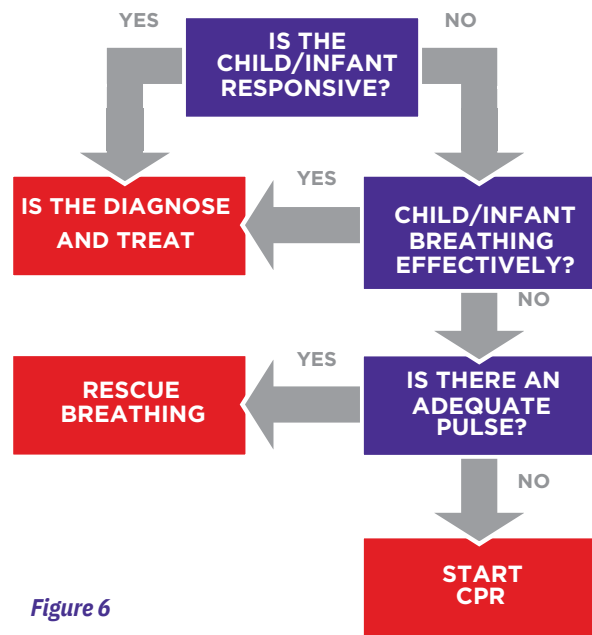 YES
NO
IS THE
CHILD/INFANT
RESPONSIVE?
YES
IS THE DIAGNOSE
AND TREAT
CHILD/INFANT
BREATHING
EFFECTIVELY?
NO
YES
RESCUE
BREATHING
IS THERE AN
ADEQUATE
PULSE?
NO
START
CPR
Figure 6